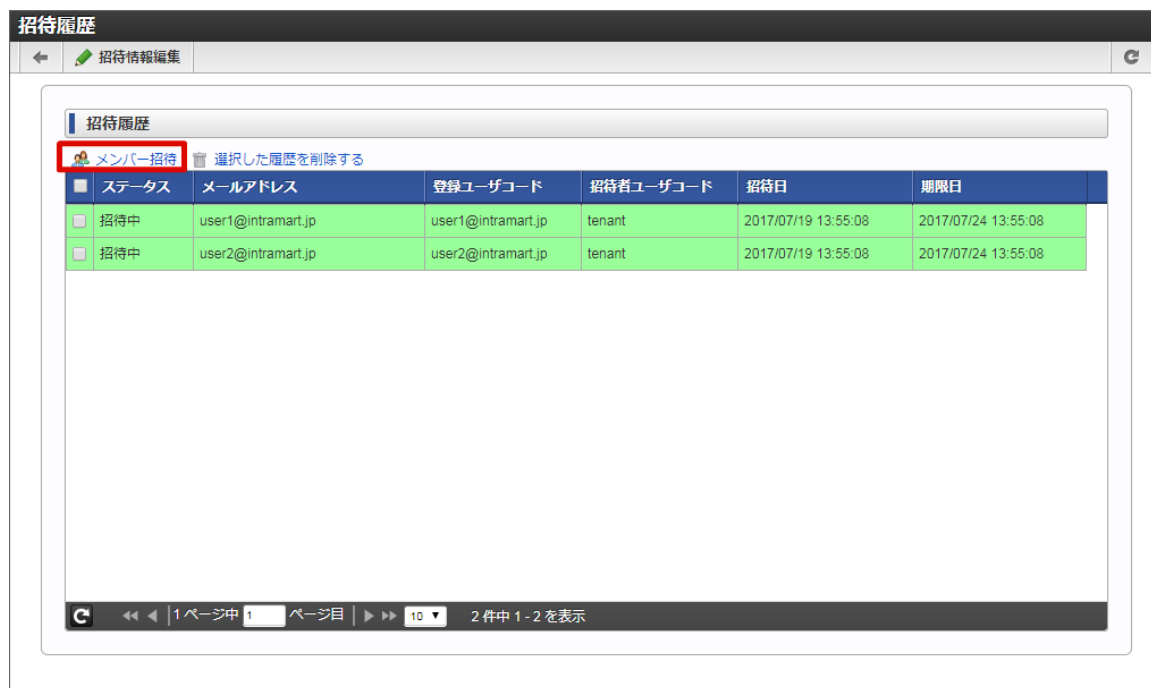 招待履歴
招待情報編集
招待履歴
メンバー招待 選択した履歴を削除する
ステータス メールアドレス 登録ユーザコード 招待者ユーザコード 招待日 期限日
招待中 user1@intramart.jp user1@intramart.jp tenant 2017/07/19 13:55:08 2017/07/24 13:55:08
招待中 user2@intramart.jp user2@intramart.jp tenant 2017/07/19 13:55:08 2017/07/24 13:55:08
1 ページ中 1 ページ目 10 2 件中 1 - 2 を表示